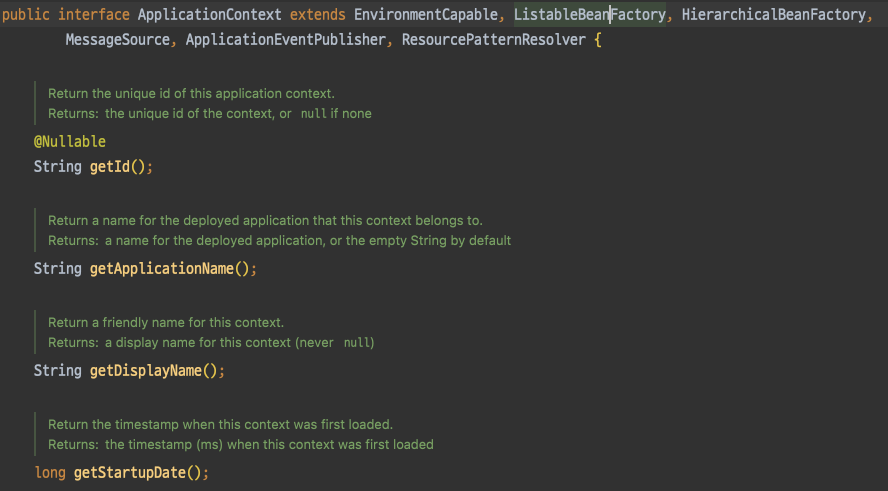 public interface ApplicationContext extends EnvironmentCapable, ListableBeanFactory, HierarchicalBeanFactory,
MessageSource, ApplicationEventPublisher, ResourcePatternResolver {
Return the unique id of this application context.
Returns: the unique id of the context, or null if none
@Nullable
String getId();
Return a name for the deployed application that this context belongs to.
Returns: a name for the deployed application, or the empty String by default
String getApplicationName();
Return a friendly name for this context.
Returns: a display name for this context (never null)
String getDisplayName();
Return the timestamp when this context was first loaded.
Returns: the timestamp (ms) when this context was first loaded
long getStartupDate();